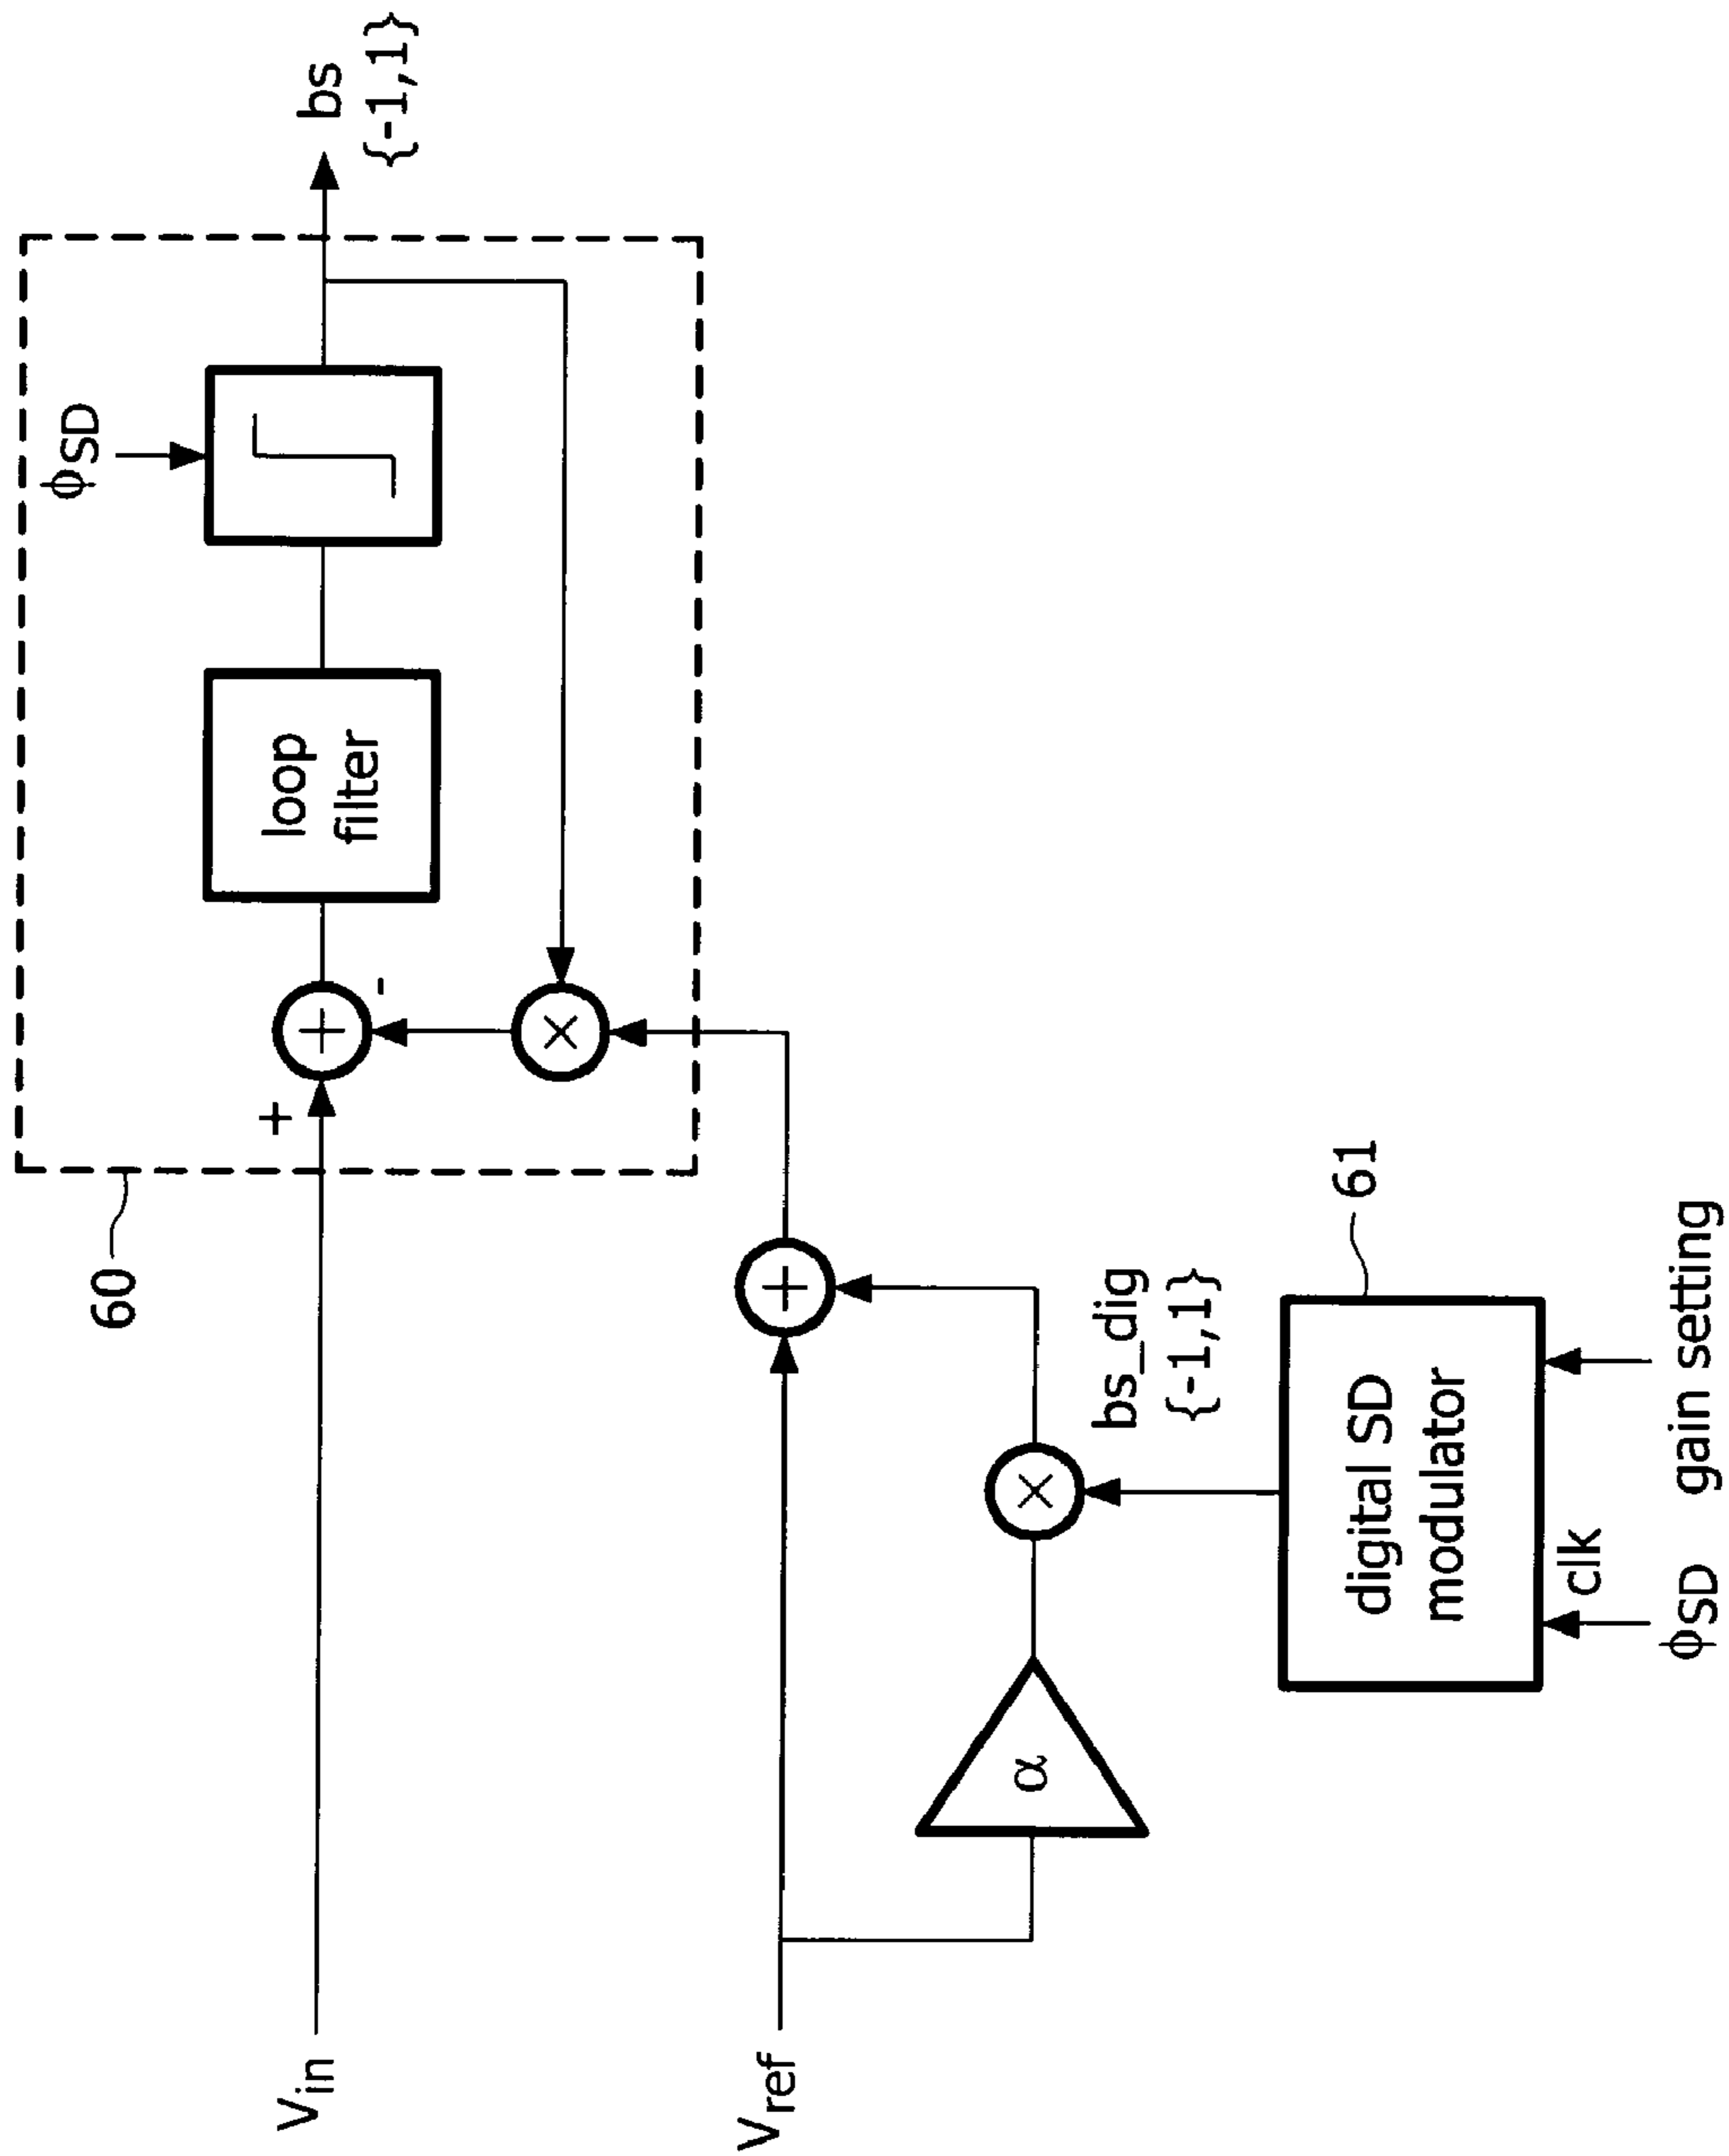 ϕSD
bs
{-1,1}
60
+
+
-
loop
filter
×
Vin
Vref
+
α
×
bs_dig
{-1,1}
61
digital SD
modulator
clk
ϕSD
gain setting